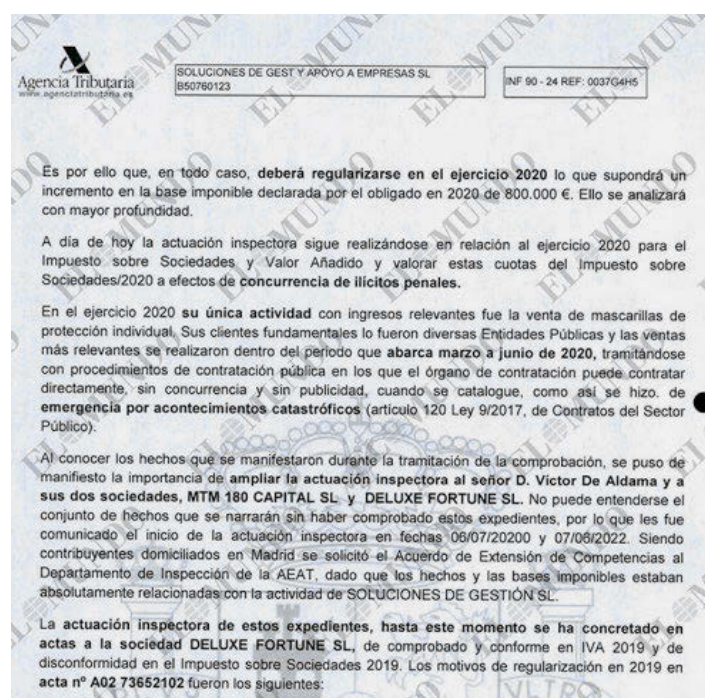 Agencia Tributaria
www.agenciatributaria.es
SOLUCIONES DE GEST Y APOYO A EMPRESAS SL
B50760123
INF 90 - 24 REF: 0037G4H5
Es por ello que, en todo caso, deberá regularizarse en el ejercicio 2020 lo que supondrá un
incremento en la base imponible declarada por el obligado en 2020 de 800.000 €. Ello se analizará
con mayor profundidad.
A día de hoy la actuación inspectora sigue realizándose en relación al ejercicio 2020 para el
Impuesto sobre Sociedades y Valor Añadido y valorar estas cuotas del Impuesto sobre
Sociedades/2020 a efectos de concurrencia de ilícitos penales.
En el ejercicio 2020 su única actividad con ingresos relevantes fue la venta de mascarillas de
protección individual. Sus clientes fundamentales lo fueron diversas Entidades Públicas y las ventas
más relevantes se realizaron dentro del periodo que abarca marzo a junio de 2020, tramitándose
con procedimientos de contratación pública en los que el órgano de contratación puede contratar
directamente, sin concurrencia y sin publicidad, cuando se catalogue, como así se hizo. de
emergencia por acontecimientos catastróficos (artículo 120 Ley 9/2017, de Contratos del Sector
Público).
Al conocer los hechos que se manifestaron durante la tramitación de la comprobación, se puso de
manifiesto la importancia de ampliar la actuación inspectora al señor D. Victor De Aldama y a
sus dos sociedades, MTM 180 CAPITAL SL y DELUXE FORTUNE SL. No puede entenderse el
conjunto de hechos que se narrarán sin haber comprobado estos expedientes, por lo que les fue
comunicado el inicio de la actuación inspectora en fechas 06/07/20200 y 07/06/2022. Siendo
contribuyentes domiciliados en Madrid se solicitó el Acuerdo de Extensión de Competencias al
Departamento de Inspección de la AEAT, dado que los hechos y las bases imponibles estaban
absolutamente relacionadas con la actividad de SOLUCIONES DE GESTIÓN SL.
La actuación inspectora de estos expedientes, hasta este momento se ha concretado en
actas a la sociedad DELUXE FORTUNE SL, de comprobado y conforme en IVA 2019 y de
disconformidad en el Impuesto sobre Sociedades 2019. Los motivos de regularización en 2019 en
acta nº A02 73652102 fueron los siguientes:
EL MUNDO